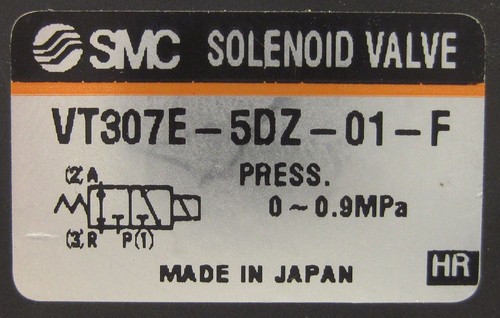 SMC SOLENOID VALVE
VT307E-5DZ-01-F
(2) A
PRESS.
0~0.9MPa
(3) R P(1)
MADE IN JAPAN
HR